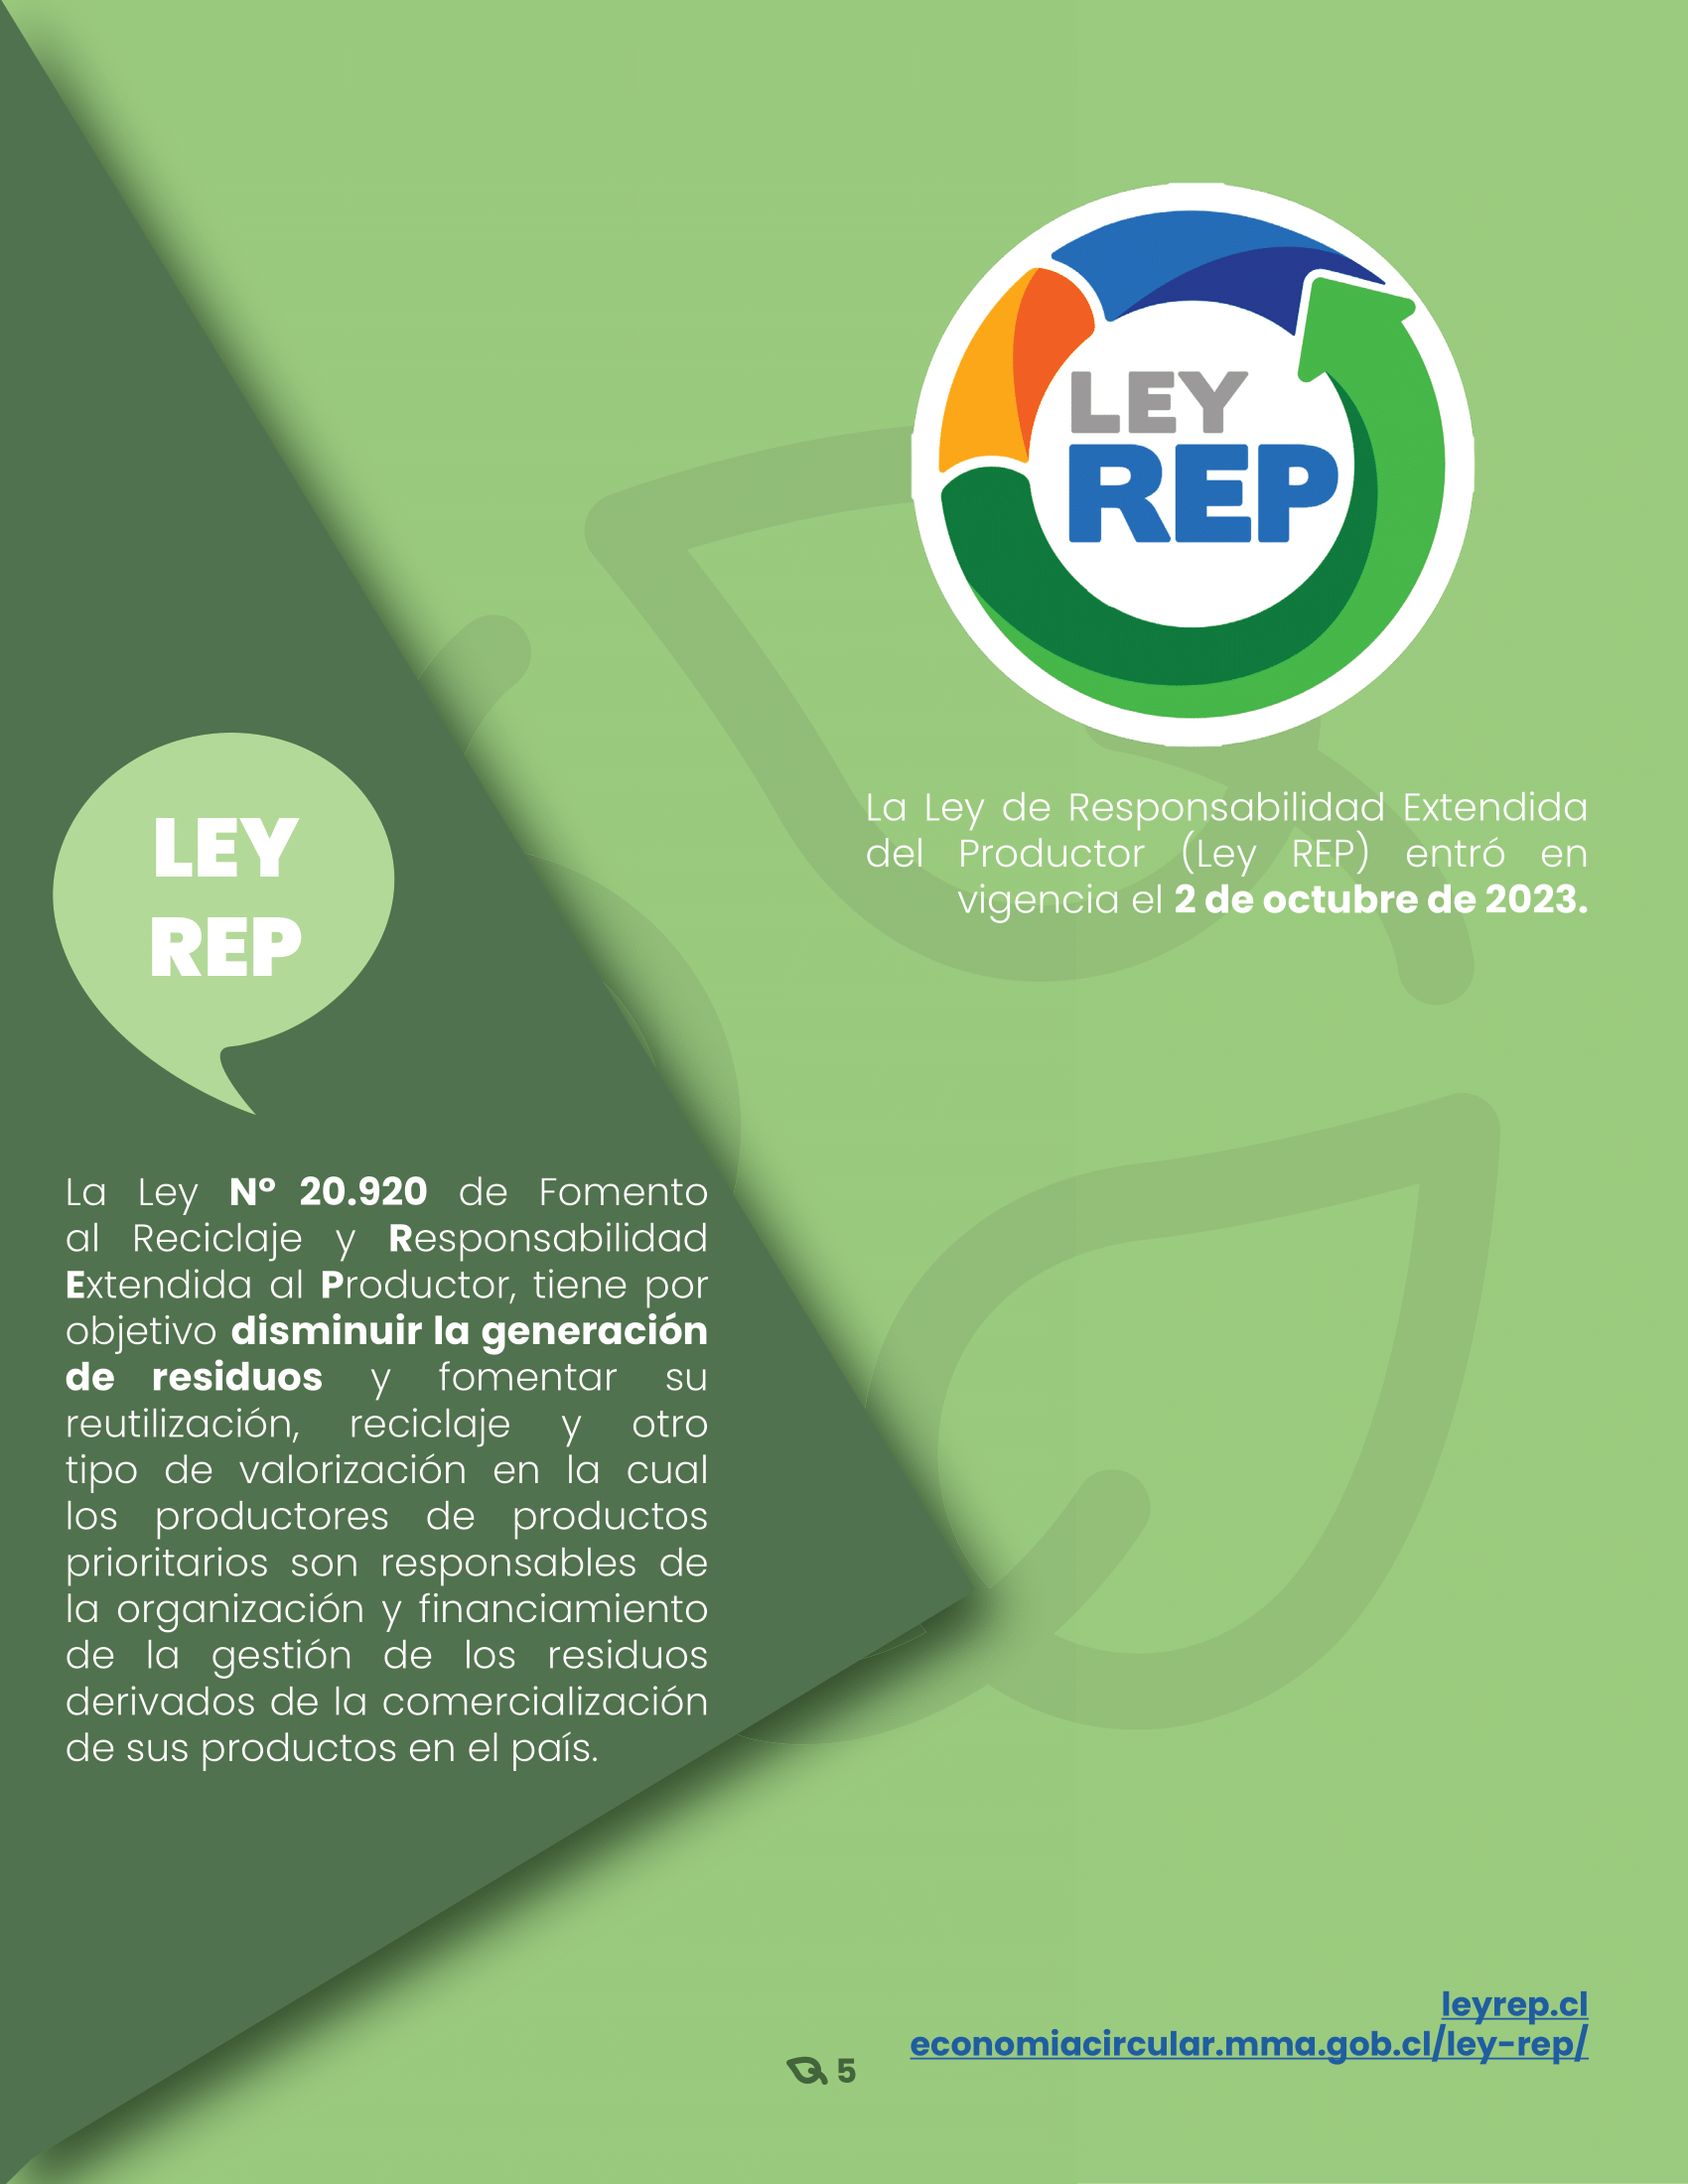 LEY
REP
La Ley de Responsabilidad Extendida
del Productor (Ley REP) entró en
vigencia el 2 de octubre de 2023.
LEY
REP
La Ley Nº 20.920 de Fomento
al Reciclaje y Responsabilidad
Extendida al Productor, tiene por
objetivo disminuir la generación
de residuos y fomentar su
reutilización, reciclaje y otro
tipo de valorización en la cual
los productores de productos
prioritarios son responsables de
la organización y financiamiento
de la gestión de los residuos
derivados de la comercialización
de sus productos en el país.
leyrep.cl
economiacircular.mma.gob.cl/ley-rep/
5